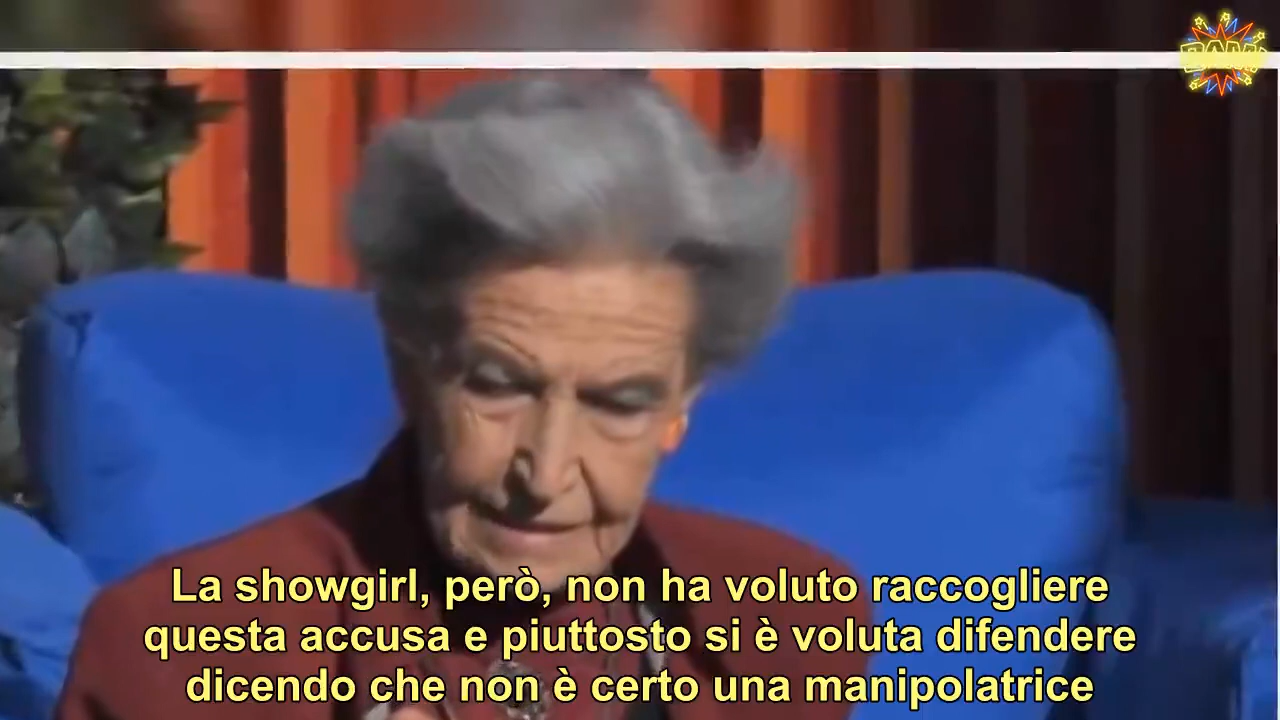 BAM!
La showgirl, però, non ha voluto raccogliere
questa accusa e piuttosto si è voluta difendere
dicendo che non è certo una manipolatrice